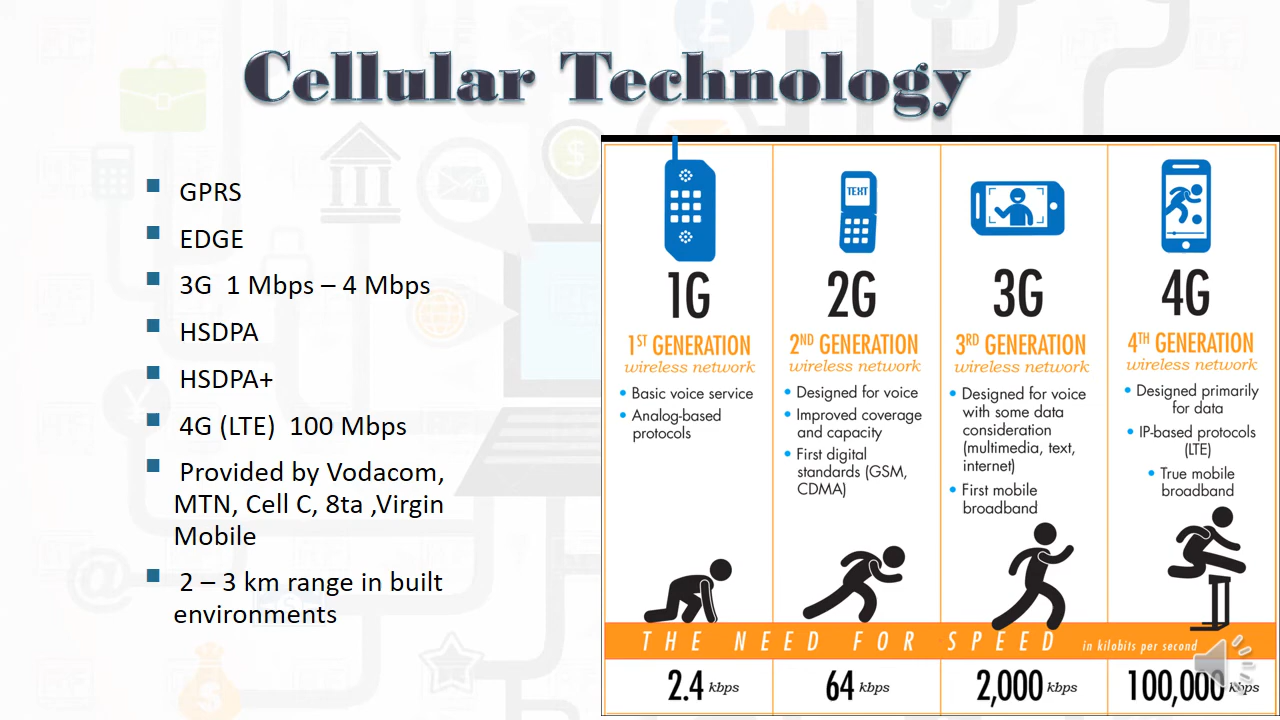 Cellular Technology
GPRS
EDGE
3G 1 Mbps – 4 Mbps
HSDPA
HSDPA+
4G (LTE) 100 Mbps
Provided by Vodacom,
MTN, Cell C, 8ta ,Virgin
Mobile
2 – 3 km range in built
environments
1G
1ST GENERATION
wireless network
Basic voice service
Analog-based
protocols
TEXT
2G
2ND GENERATION
wireless network
Designed for voice
Improved coverage
and capacity
First digital
standards (GSM,
CDMA)
3G
3RD GENERATION
wireless network
Designed for voice
with some data
consideration
(multimedia, text,
internet)
First mobile
broadband
4G
4TH GENERATION
wireless network
Designed primarily
for data
IP-based protocols
(LTE)
True mobile
broadband
THE NEED FOR SPEED in kilobits per second
2.4 kbps
64 kbps
2,000 kbps
100,000 kbps